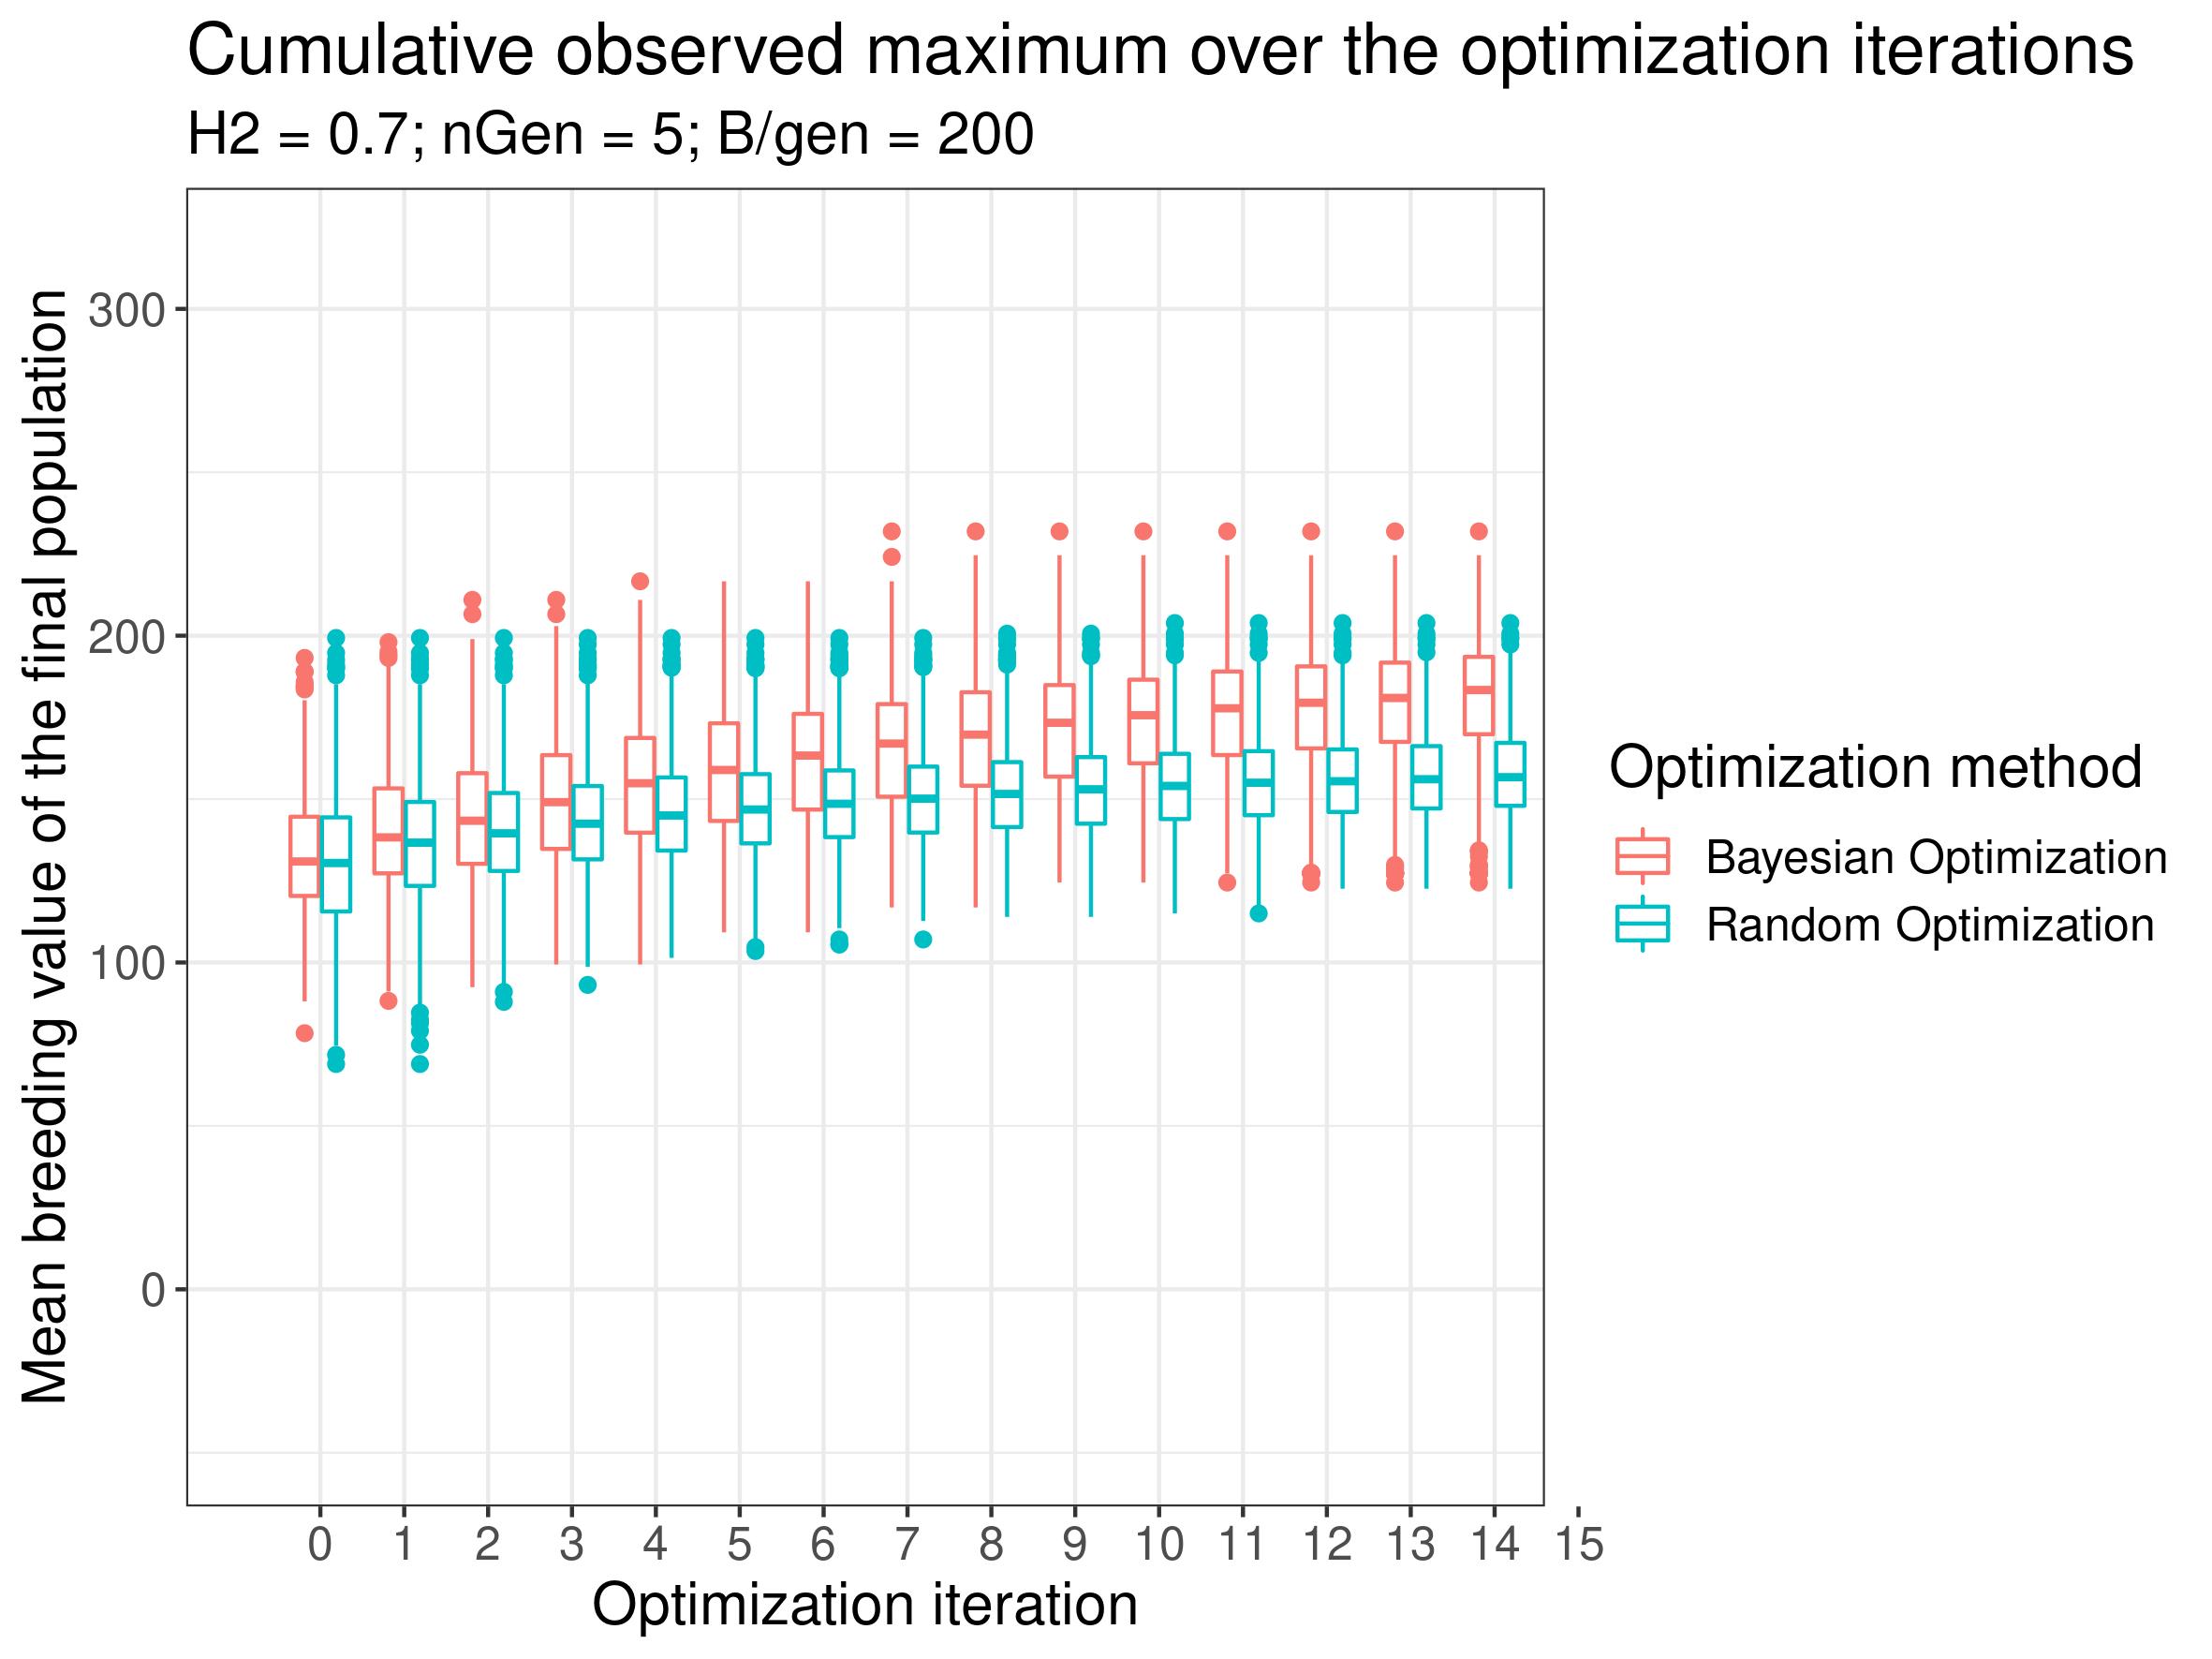 Cumulative observed maximum over the optimization iterations
H2 = 0.7; nGen = 5; B/gen = 200
Mean breeding value of the final population
300
200
100
0
0 1 2 3 4 5 6 7 8 9 10 11 12 13 14 15
Optimization iteration
Optimization method
Bayesian Optimization
Random Optimization